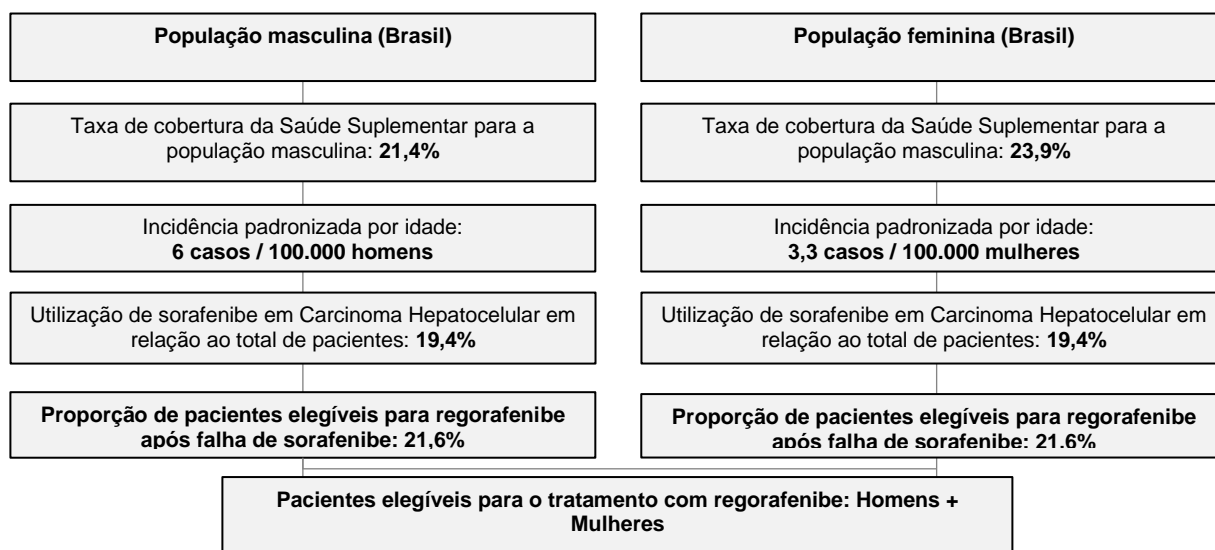 População masculina (Brasil)
População feminina (Brasil)
Taxa de cobertura da Saúde Suplementar para a
população masculina: 21,4%
Taxa de cobertura da Saúde Suplementar para a
população masculina: 23,9%
Incidência padronizada por idade:
6 casos / 100.000 homens
Incidência padronizada por idade:
3,3 casos / 100.000 mulheres
Utilização de sorafenibe em Carcinoma Hepatocelular em
relação ao total de pacientes: 19,4%
Utilização de sorafenibe em Carcinoma Hepatocelular em
relação ao total de pacientes: 19,4%
Proporção de pacientes elegíveis para regorafenibe
após falha de sorafenibe: 21,6%
Proporção de pacientes elegíveis para regorafenibe
após falha de sorafenibe: 21,6%
Pacientes elegíveis para o tratamento com regorafenibe: Homens +
Mulheres